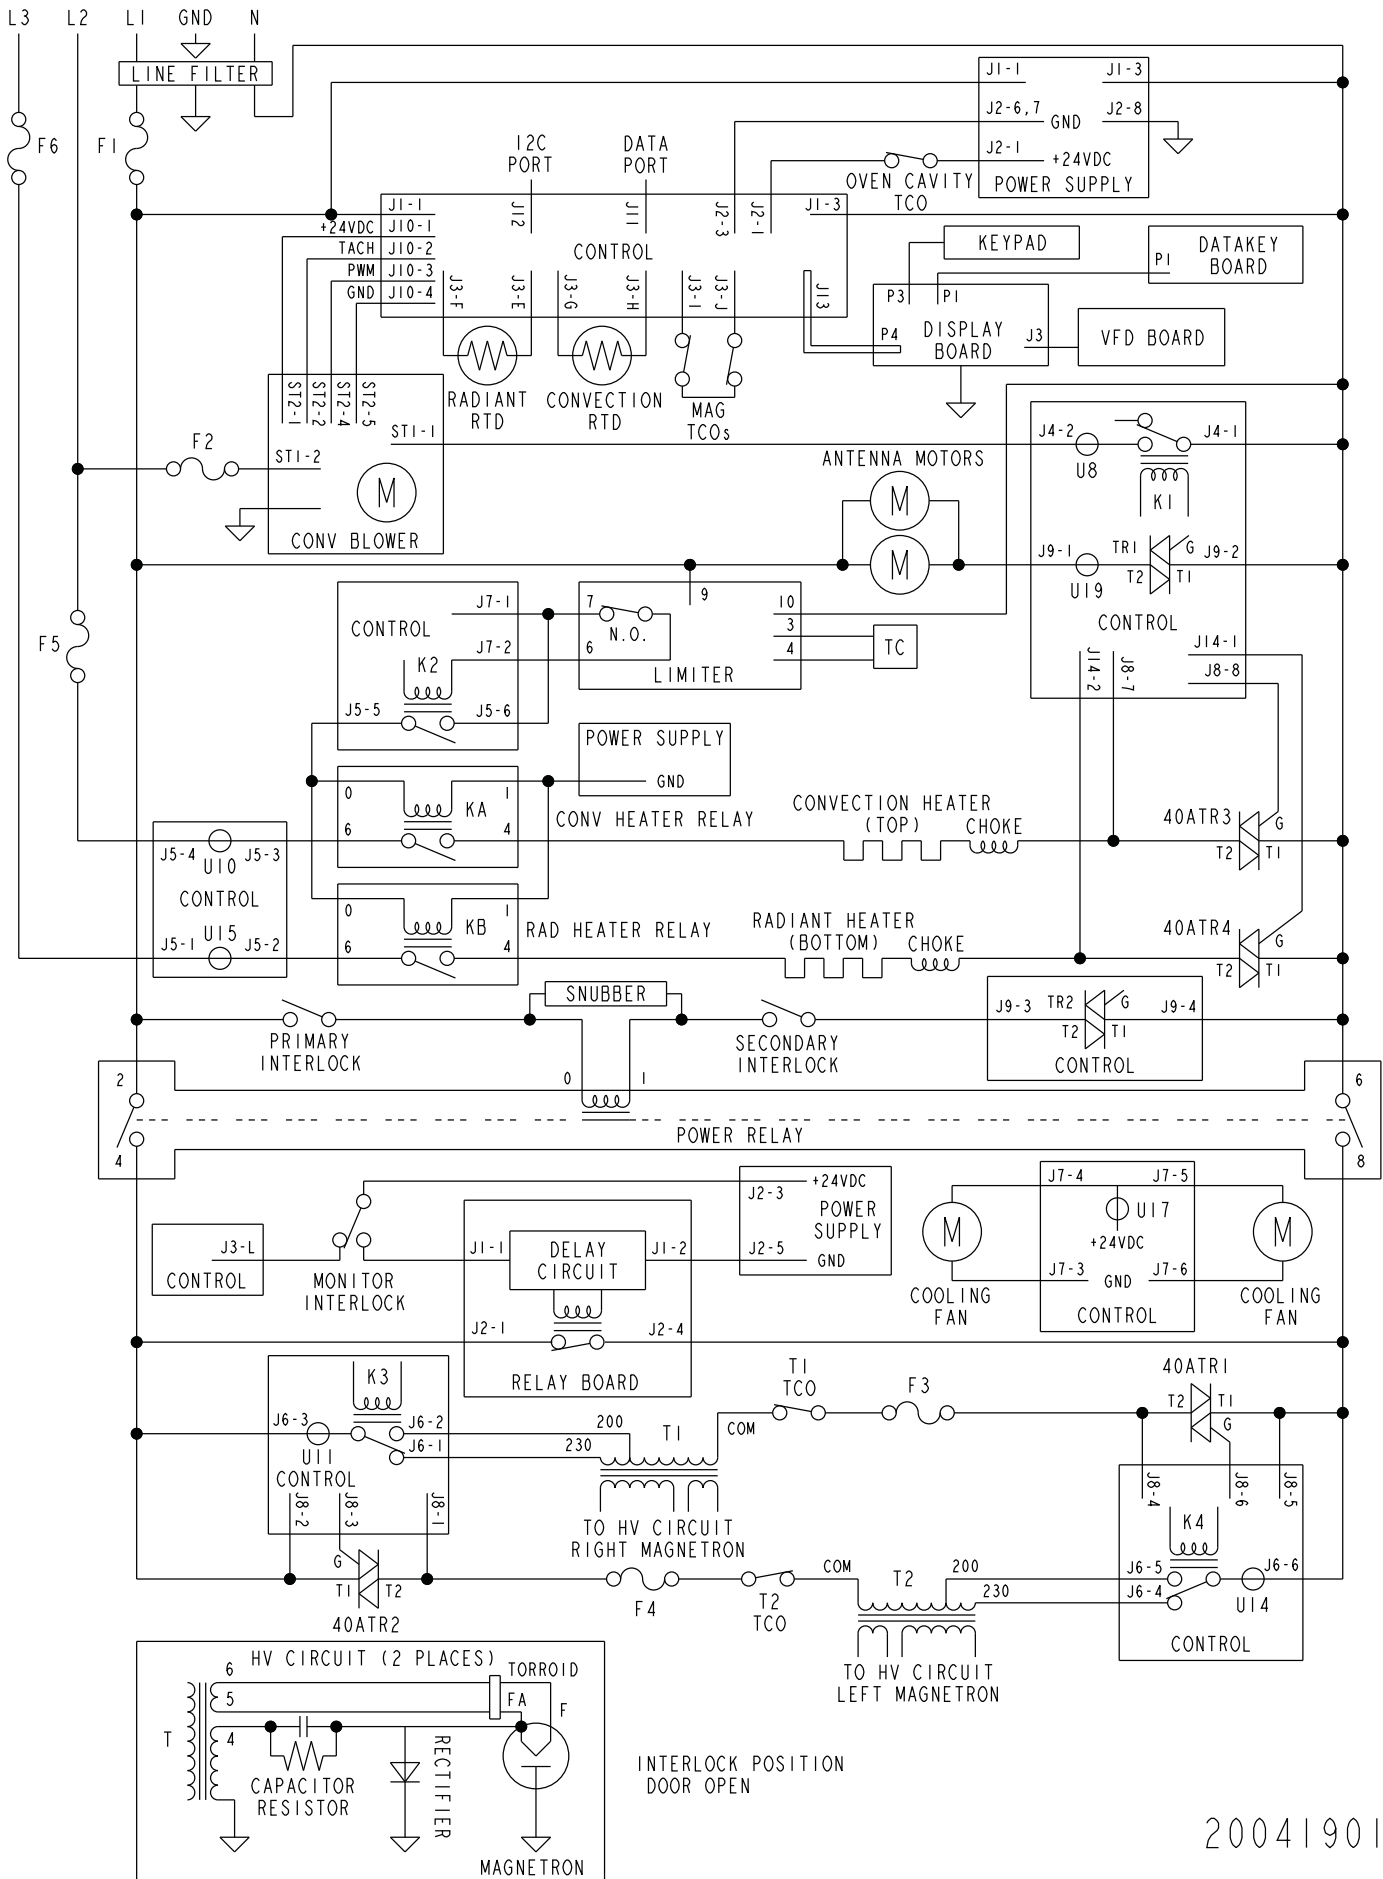 L3 L2 L1 GND N
LINE FILTER
F6
F1
J1-1 J1-3
J2-6,7 GND J2-8
J2-1 +24VDC
POWER SUPPLY
I2C
PORT
DATA
PORT
OVEN CAVITY
TCO
J1-1
J12
J11
J2-3
J2-1
J1-3
+24VDC J10-1
TACH J10-2
PWM J10-3
GND J10-4
CONTROL
J3-F
J3-E
J3-G
J3-H
J3-I
J3-J
J13
KEYPAD
DATAKEY
BOARD
P1
P3
P1
P4
DISPLAY
BOARD
J3
VFD BOARD
RADIANT
RTD
CONVECTION
RTD
MAG
TCOs
ST2-1
ST2-2
ST2-4
ST2-5
F2
ST1-1
ST1-2
M
CONV BLOWER
ANTENNA MOTORS
M
M
J4-2
U8
J4-1
K1
J9-1
U19
TR1
G
T2
T1
J9-2
CONTROL
J14-1
J8-8
J14-2
J8-7
F5
J7-1
CONTROL
J7-2
K2
J5-5
J5-6
7
9
10
N.O.
3
6
4
LIMITER
TC
POWER SUPPLY
GND
0
1
KA
6
4
CONV HEATER RELAY
CONVECTION HEATER
(TOP)
CHOKE
40ATR3
G
T2
T1
J5-4
U10
J5-3
CONTROL
J5-1
U15
J5-2
0
1
KB
6
4
RAD HEATER RELAY
RADIANT HEATER
(BOTTOM)
CHOKE
40ATR4
G
T2
T1
SNUBBER
PRIMARY
INTERLOCK
SECONDARY
INTERLOCK
J9-3
TR2
G
J9-4
T2
T1
CONTROL
2
0
1
6
POWER RELAY
4
8
J2-3
+24VDC
POWER
SUPPLY
J2-5
GND
J7-4
J7-5
U17
+24VDC
J7-3
GND
J7-6
CONTROL
M
COOLING
FAN
M
COOLING
FAN
J3-L
CONTROL
MONITOR
INTERLOCK
J1-1
DELAY
CIRCUIT
J1-2
J2-1
J2-4
RELAY BOARD
K3
J6-3
J6-2
J6-1
U11
CONTROL
J8-2
J8-3
J8-1
G
T1
T2
40ATR2
200
230
T1
COM
TO HV CIRCUIT
RIGHT MAGNETRON
T1
TCO
F3
40ATR1
T2
T1
G
J8-4
J8-6
J8-5
K4
J6-5
J6-4
J6-6
U14
CONTROL
F4
T2
TCO
COM
T2
200
230
TO HV CIRCUIT
LEFT MAGNETRON
HV CIRCUIT (2 PLACES)
6
5
4
T
TORROID
FA
F
CAPACITOR
RESISTOR
RECTIFIER
MAGNETRON
INTERLOCK POSITION
DOOR OPEN
20041901